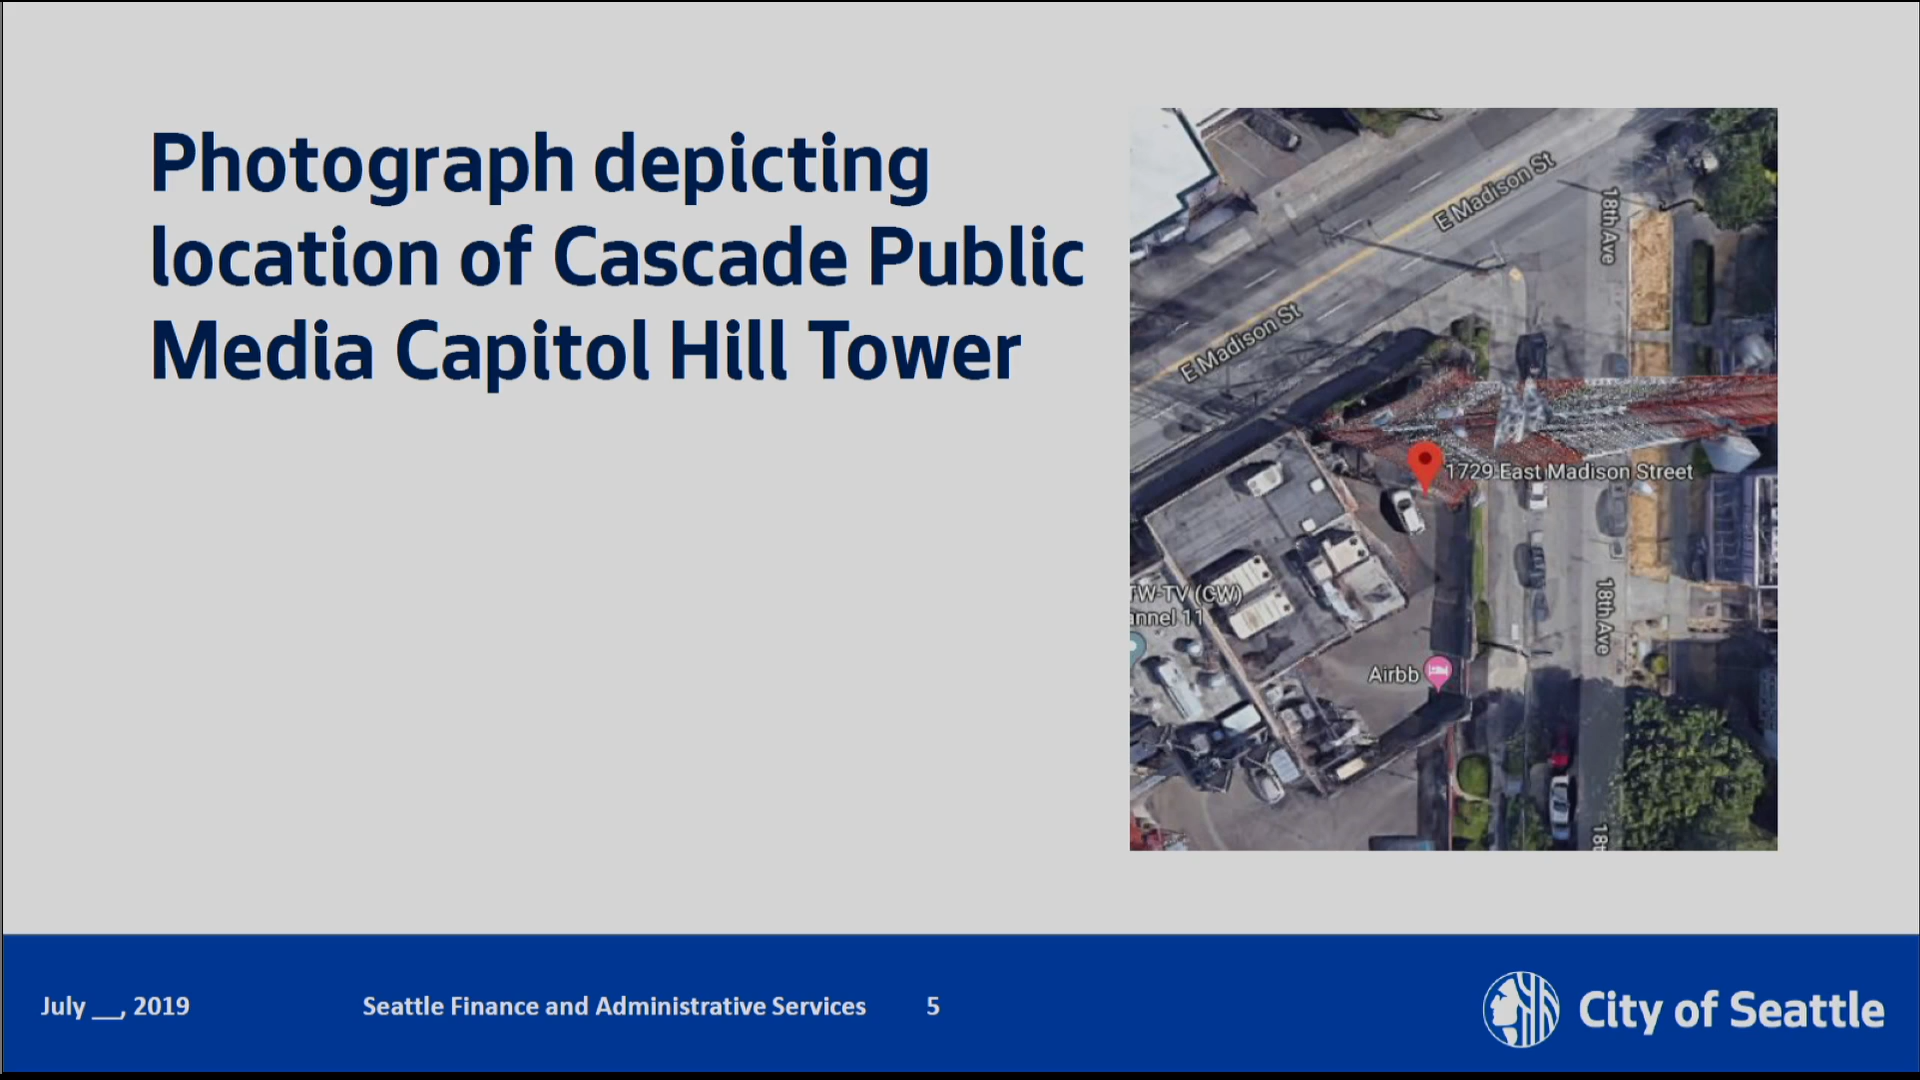 Photograph depicting
location of Cascade Public
Media Capitol Hill Tower
E Madison St
18th Ave
E Madison St
1729 East Madison Street
TW-TV (CW)
annel 11
18th Ave
Airbb
18t
July __, 2019
Seattle Finance and Administrative Services
5
City of Seattle